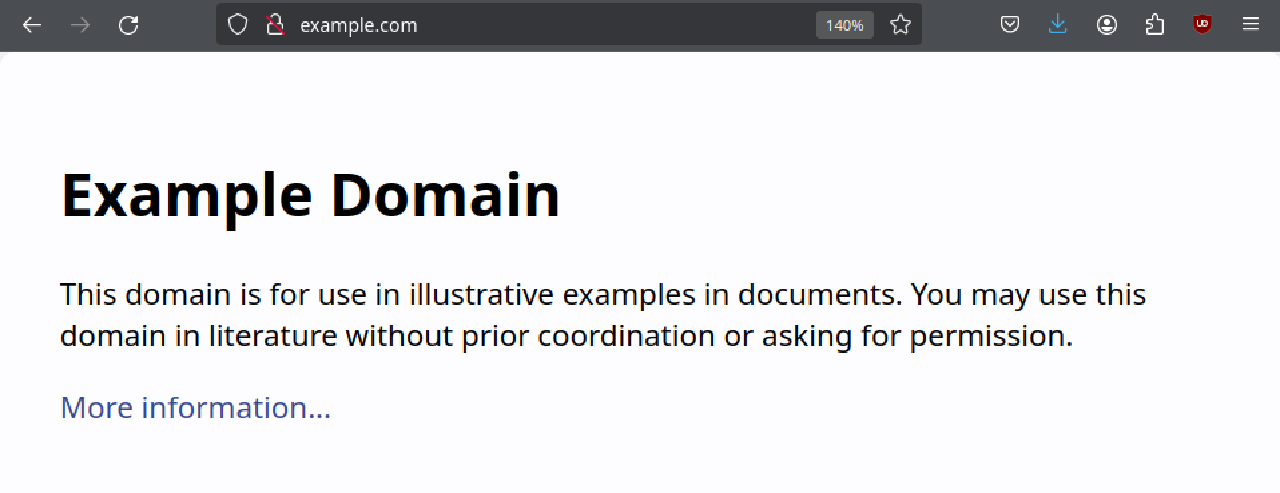 example.com
140%
Example Domain
This domain is for use in illustrative examples in documents. You may use this
domain in literature without prior coordination or asking for permission.
More information...